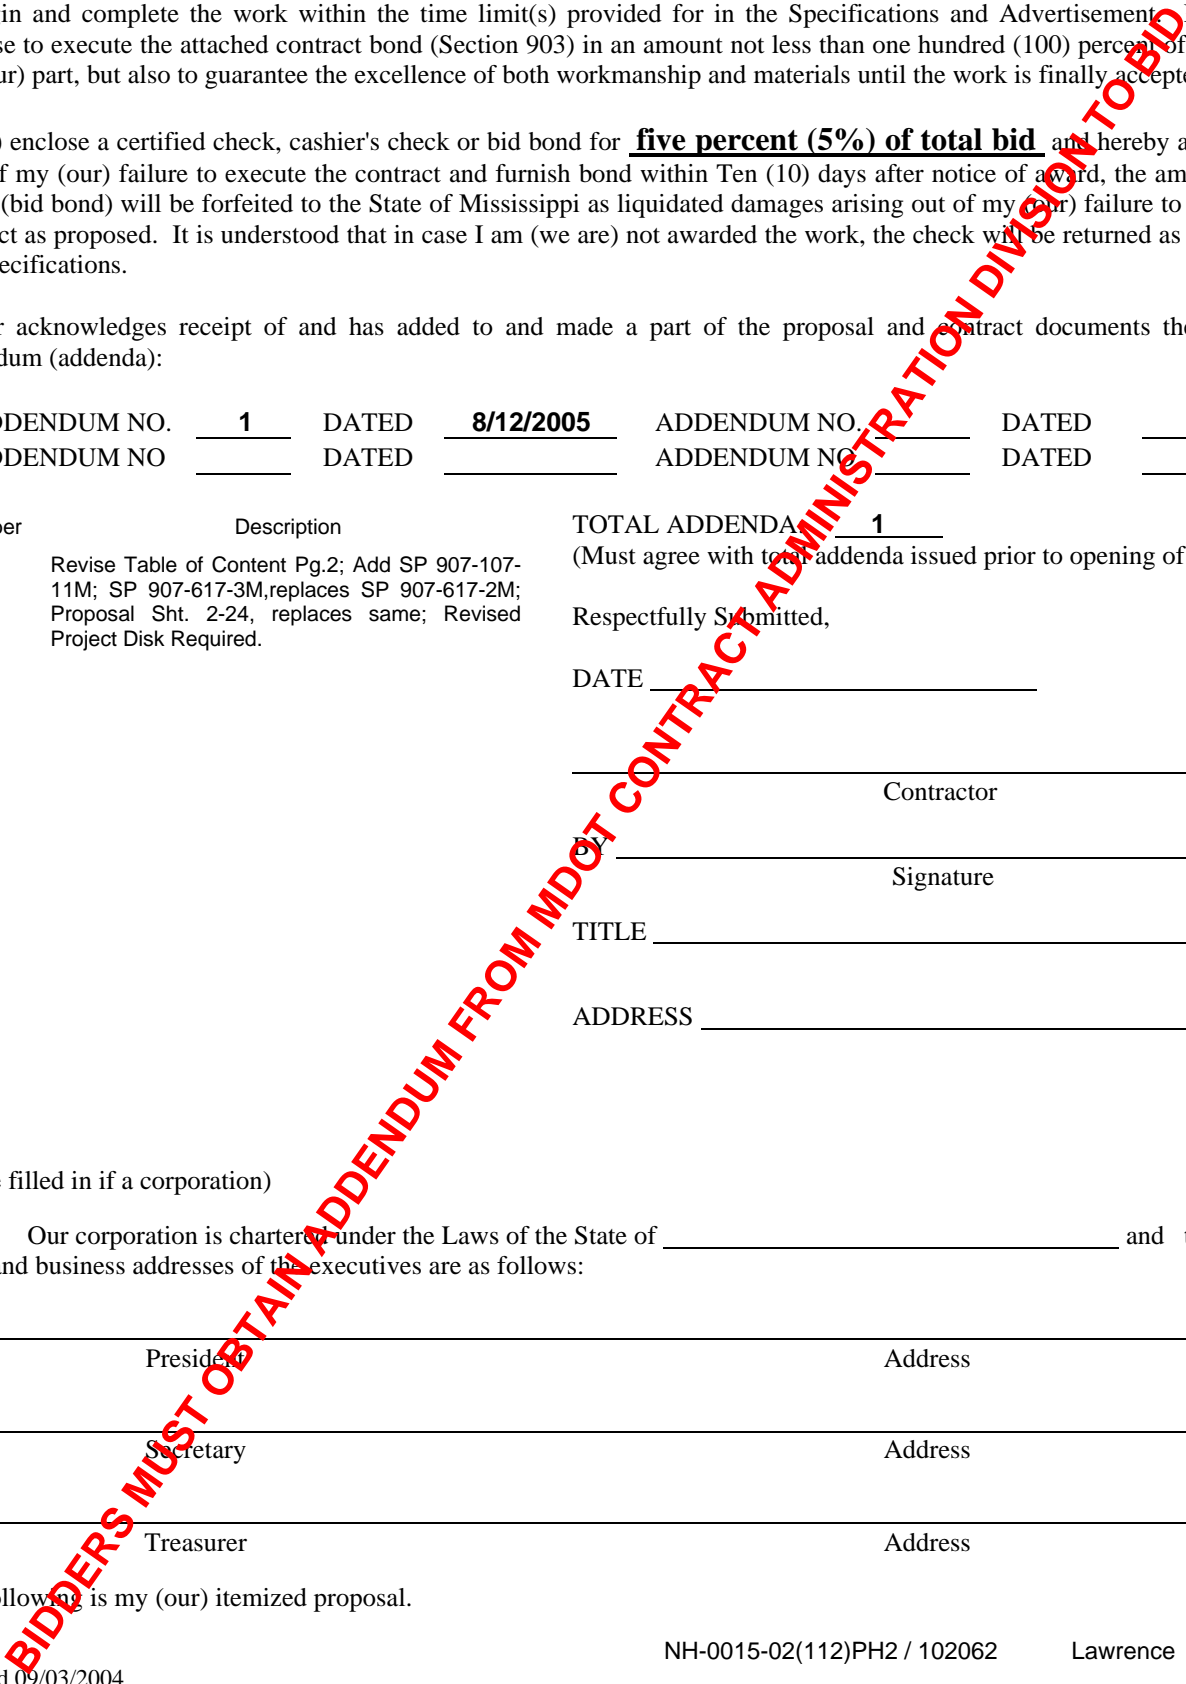 in and complete the work within the time limit(s) provided for in the Specifications and Advertisement.
se to execute the attached contract bond (Section 903) in an amount not less than one hundred (100) percent of
ur) part, but also to guarantee the excellence of both workmanship and materials until the work is finally accepte
) enclose a certified check, cashier's check or bid bond for five percent (5%) of total bid and hereby a
f my (our) failure to execute the contract and furnish bond within Ten (10) days after notice of award, the am
(bid bond) will be forfeited to the State of Mississippi as liquidated damages arising out of my (our) failure to
ct as proposed. It is understood that in case I am (we are) not awarded the work, the check will be returned as
ecifications.
r acknowledges receipt of and has added to and made a part of the proposal and contract documents the
dum (addenda):
DDENDUM NO. 1 DATED 8/12/2005 ADDENDUM NO. DATED
DDENDUM NO DATED ADDENDUM NO DATED
ber Description
TOTAL ADDENDA: 1
(Must agree with total addenda issued prior to opening of
Revise Table of Content Pg.2; Add SP 907-107-
11M; SP 907-617-3M,replaces SP 907-617-2M;
Proposal Sht. 2-24, replaces same; Revised
Project Disk Required.
Respectfully Submitted,
DATE
Contractor
BY
Signature
TITLE
ADDRESS
e filled in if a corporation)
Our corporation is chartered under the Laws of the State of and t
and business addresses of the executives are as follows:
President Address
Secretary Address
Treasurer Address
ollowing is my (our) itemized proposal.
NH-0015-02(112)PH2 / 102062 Lawrence
d 09/03/2004
BIDDERS MUST OBTAIN ADDENDUM FROM MDOT CONTRACT ADMINISTRATION DIVISION TO BID